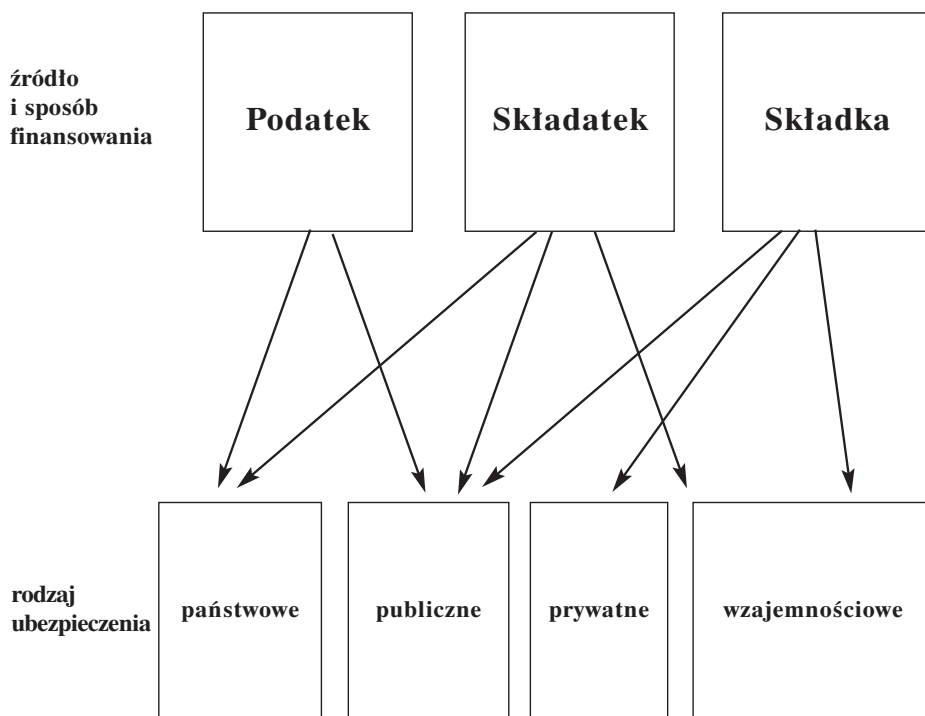 źródło
i sposób
finansowania
Podatek
Składatek
Składka
rodzaj
ubezpieczenia
państwowe
publiczne
prywatne
wzajemnościowe